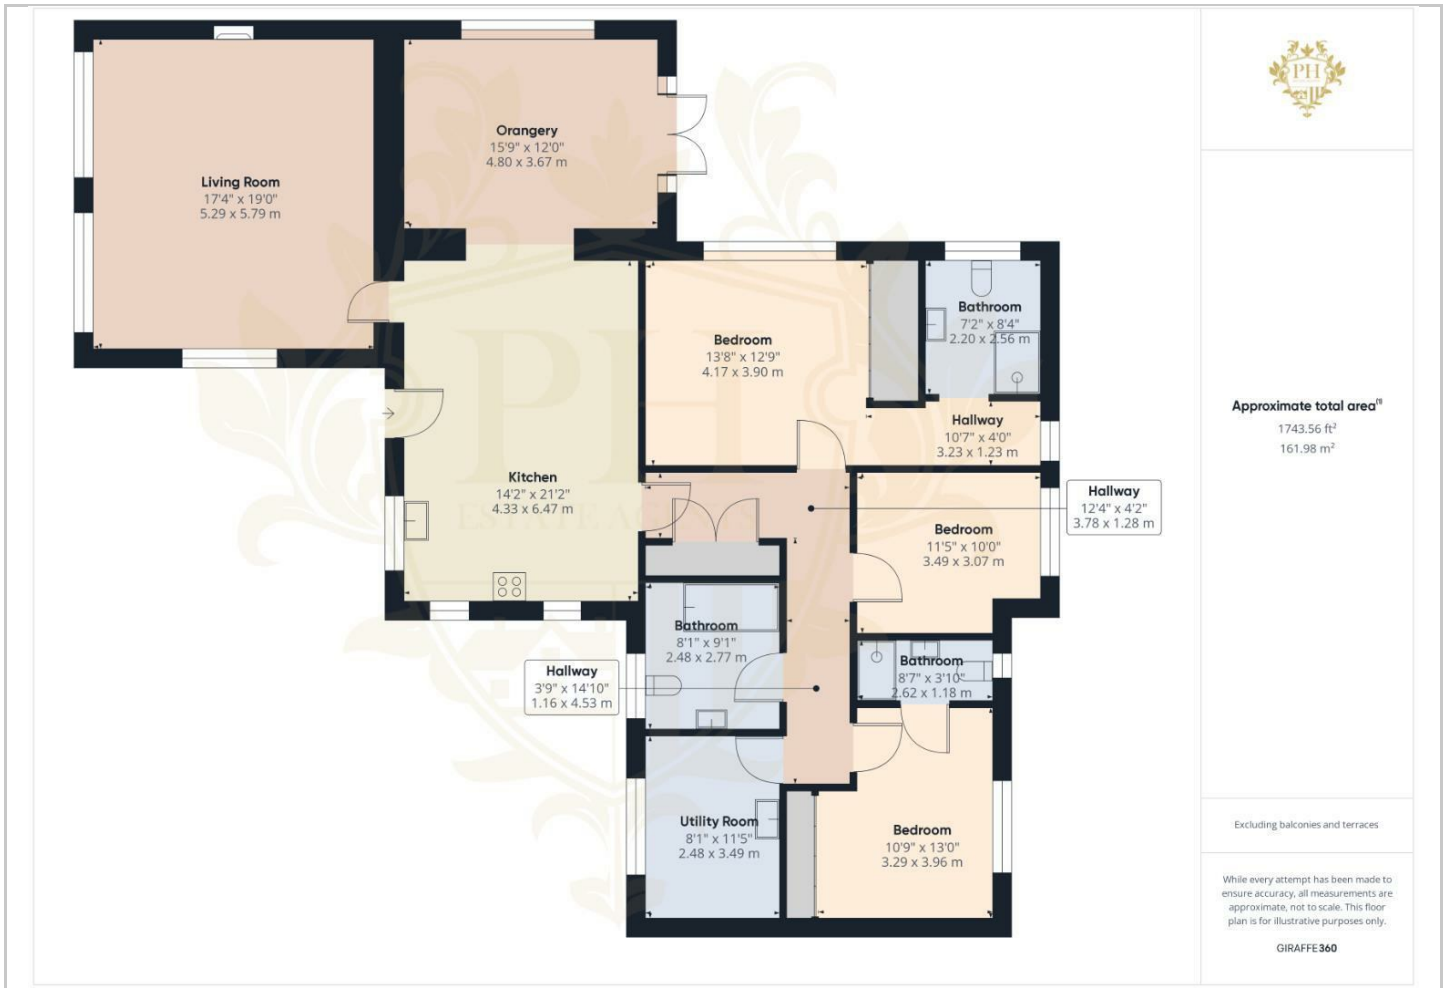 Living Room
17'4" x 19'0"
5.29 x 5.79 m
Orangery
15'9" x 12'0"
4.80 x 3.67 m
Kitchen
14'2" x 21'2"
4.33 x 6.47 m
Bedroom
13'8" x 12'9"
4.17 x 3.90 m
Bathroom
7'2" x 8'4"
2.20 x 2.56 m
Hallway
10'7" x 4'0"
3.23 x 1.23 m
Hallway
12'4" x 4'2"
3.78 x 1.28 m
Bedroom
11'5" x 10'0"
3.49 x 3.07 m
Bathroom
8'1" x 9'1"
2.48 x 2.77 m
Hallway
3'9" x 14'10"
1.16 x 4.53 m
Bathroom
8'7" x 3'10"
2.62 x 1.18 m
Utility Room
8'1" x 11'5"
2.48 x 3.49 m
Bedroom
10'9" x 13'0"
3.29 x 3.96 m
PH
ESTATE AGENTS
PH
Approximate total area⁽¹⁾
1743.56 ft²
161.98 m²
Excluding balconies and terraces
While every attempt has been made to
ensure accuracy, all measurements are
approximate, not to scale. This floor
plan is for illustrative purposes only.
GIRAFFE360